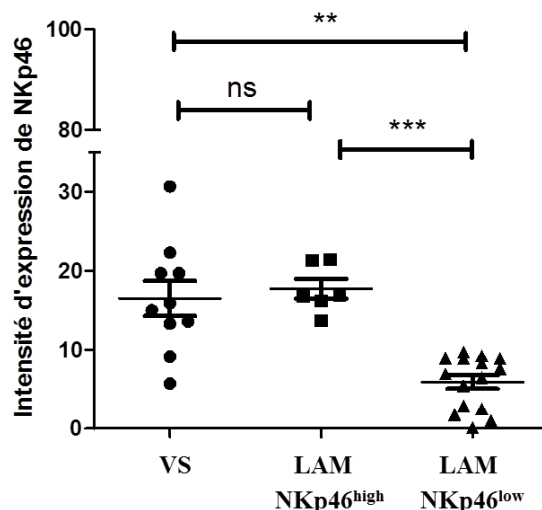 Intensité d'expression de NKp46
100
80
30
20
10
0
**
ns
***
VS
LAM
NKp46high
LAM
NKp46low